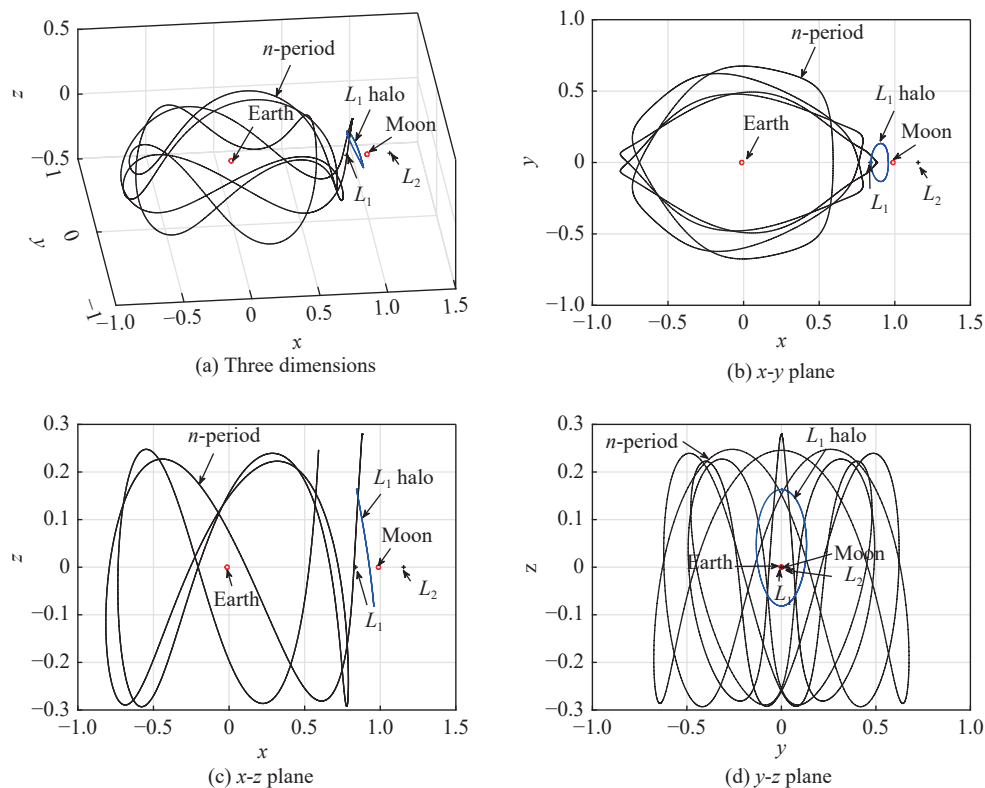 0.5
n-period
z
0
L1 halo
Earth
Moon
−0.5
1
L2
L1
y
0
−1
−1.0 −0.5 0 0.5 1.0 1.5
x
(a) Three dimensions
1.0
n-period
0.5
L1 halo
Earth
Moon
y
0
L1
L2
−0.5
−1.0
−1.0 −0.5 0 0.5 1.0 1.5
x
(b) x-y plane
0.3
n-period
0.2
L1 halo
0.1
Moon
z
0
Earth
L2
L1
−0.1
−0.2
−0.3
−1.0 −0.5 0 0.5 1.0 1.5
x
(c) x-z plane
0.3
n-period
L1 halo
0.2
0.1
Earth
Moon
z
0
L2
L1
−0.1
−0.2
−0.3
−1.0 −0.5 0 0.5 1.0
y
(d) y-z plane